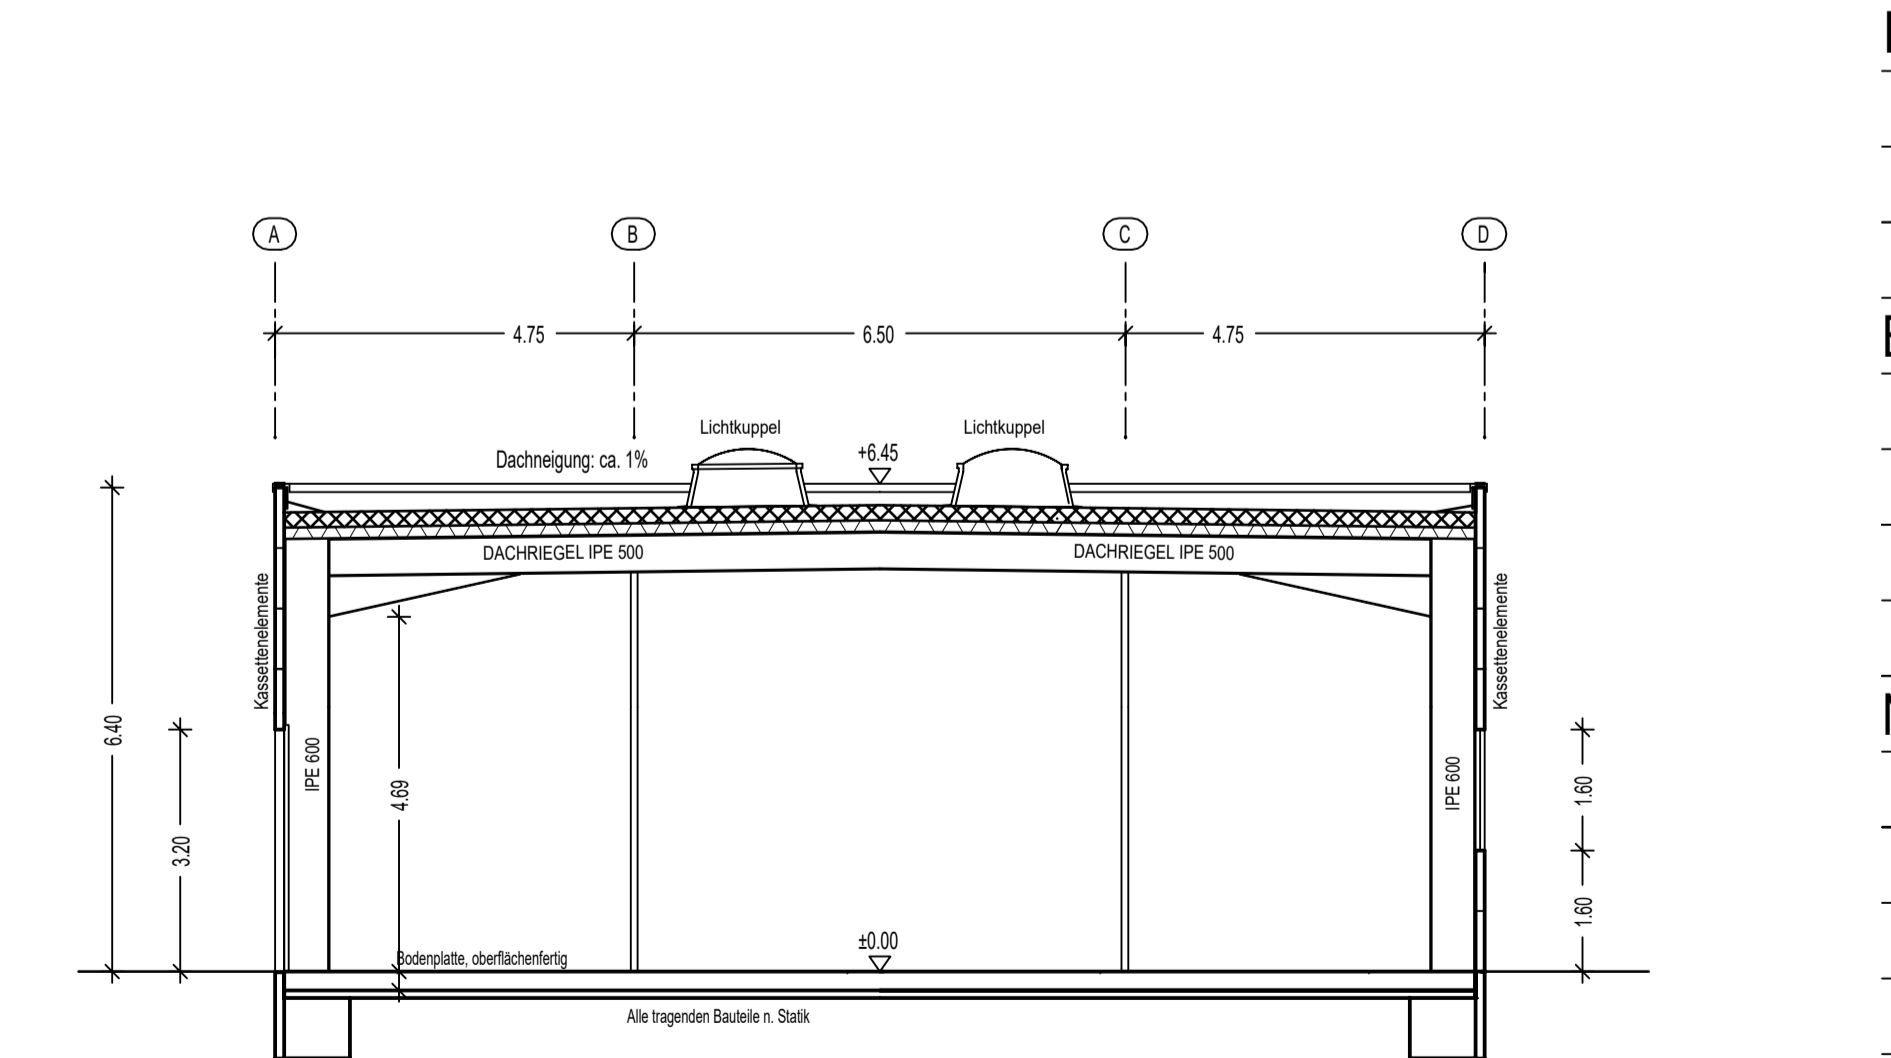 A
B
C
D
4.75
6.50
4.75
Lichtkuppel
Lichtkuppel
Dachneigung: ca. 1%
+6.45
DACHRIEGEL IPE 500
DACHRIEGEL IPE 500
Kassettenelemente
Kassettenelemente
6.40
3.20
IPE 600
4.69
IPE 600
1.60
1.60
±0.00
Bodenplatte, oberflächenfertig
Alle tragenden Bauteile n. Statik